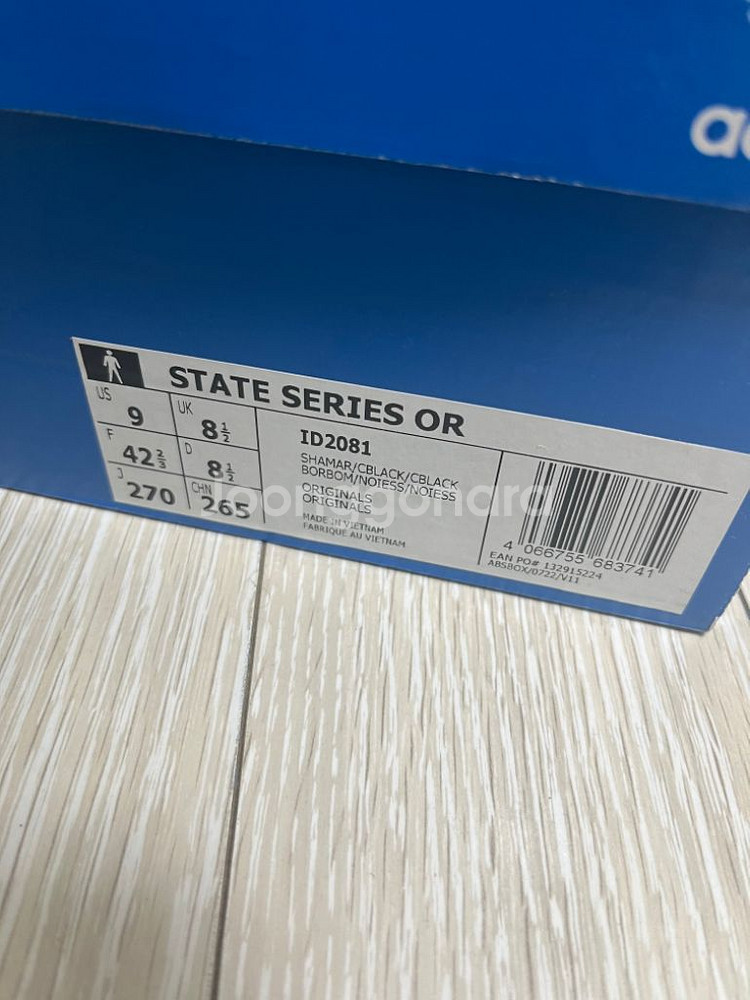 STATE SERIES OR
US 9 UK 8½
F 42⅔ D 8½
J 270 CHN 265
ID2081
SHAMAR/CBLACK/CBLACK
BORBOM/NOIESS/NOIESS
ORIGINALS
ORIGINALS
MADE IN VIETNAM
FABRIQUE AU VIETNAM
4 066755 683741
EAN PO# 132915224
ABSBOX/0722/V11
joonggonara